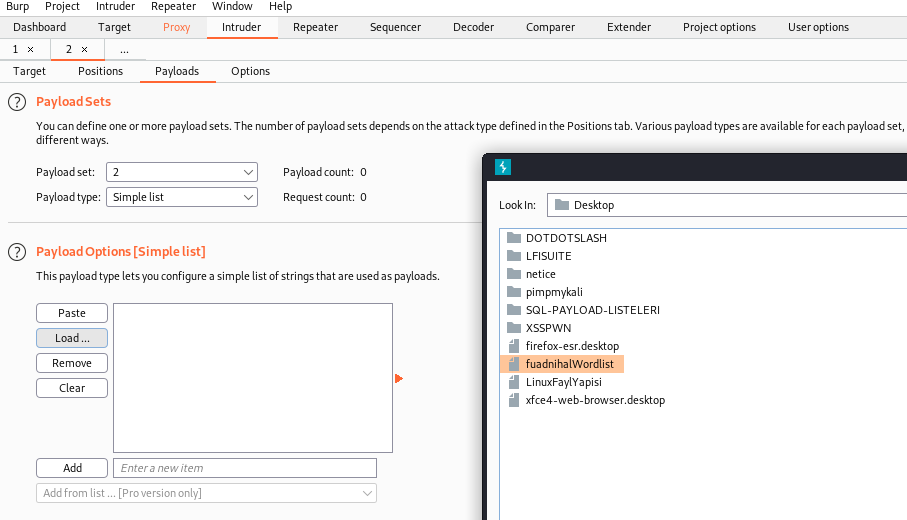 Burp Project Intruder Repeater Window Help
Dashboard Target Proxy Intruder Repeater Sequencer Decoder Comparer Extender Project options User options
1 × 2 × ...
Target Positions Payloads Options
? Payload Sets
You can define one or more payload sets. The number of payload sets depends on the attack type defined in the Positions tab. Various payload types are available for each payload set,
different ways.
Payload set: 2 Payload count: 0
Payload type: Simple list Request count: 0
? Payload Options [Simple list]
This payload type lets you configure a simple list of strings that are used as payloads.
Paste
Load ...
Remove
Clear
Add Enter a new item
Add from list ... [Pro version only]
Look In: Desktop
DOTDOTSLASH
LFISUITE
netice
pimpmykali
SQL-PAYLOAD-LISTELERI
XSSPWN
firefox-esr.desktop
fuadnihalWordlist
LinuxFaylYapisi
xfce4-web-browser.desktop